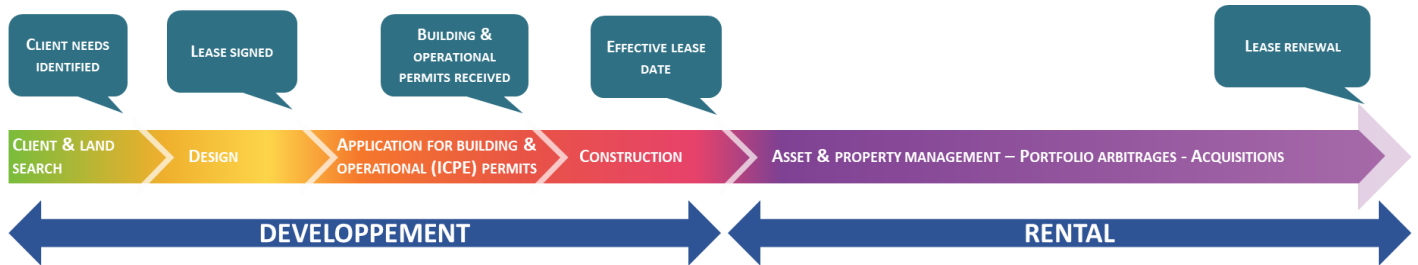 CLIENT NEEDS
IDENTIFIED
LEASE SIGNED
BUILDING &
OPERATIONAL
PERMITS RECEIVED
EFFECTIVE LEASE
DATE
LEASE RENEWAL
CLIENT & LAND
SEARCH
DESIGN
APPLICATION FOR BUILDING &
OPERATIONAL (ICPE) PERMITS
CONSTRUCTION
ASSET & PROPERTY MANAGEMENT – PORTFOLIO ARBITRAGES - ACQUISITIONS
DEVELOPPEMENT
RENTAL